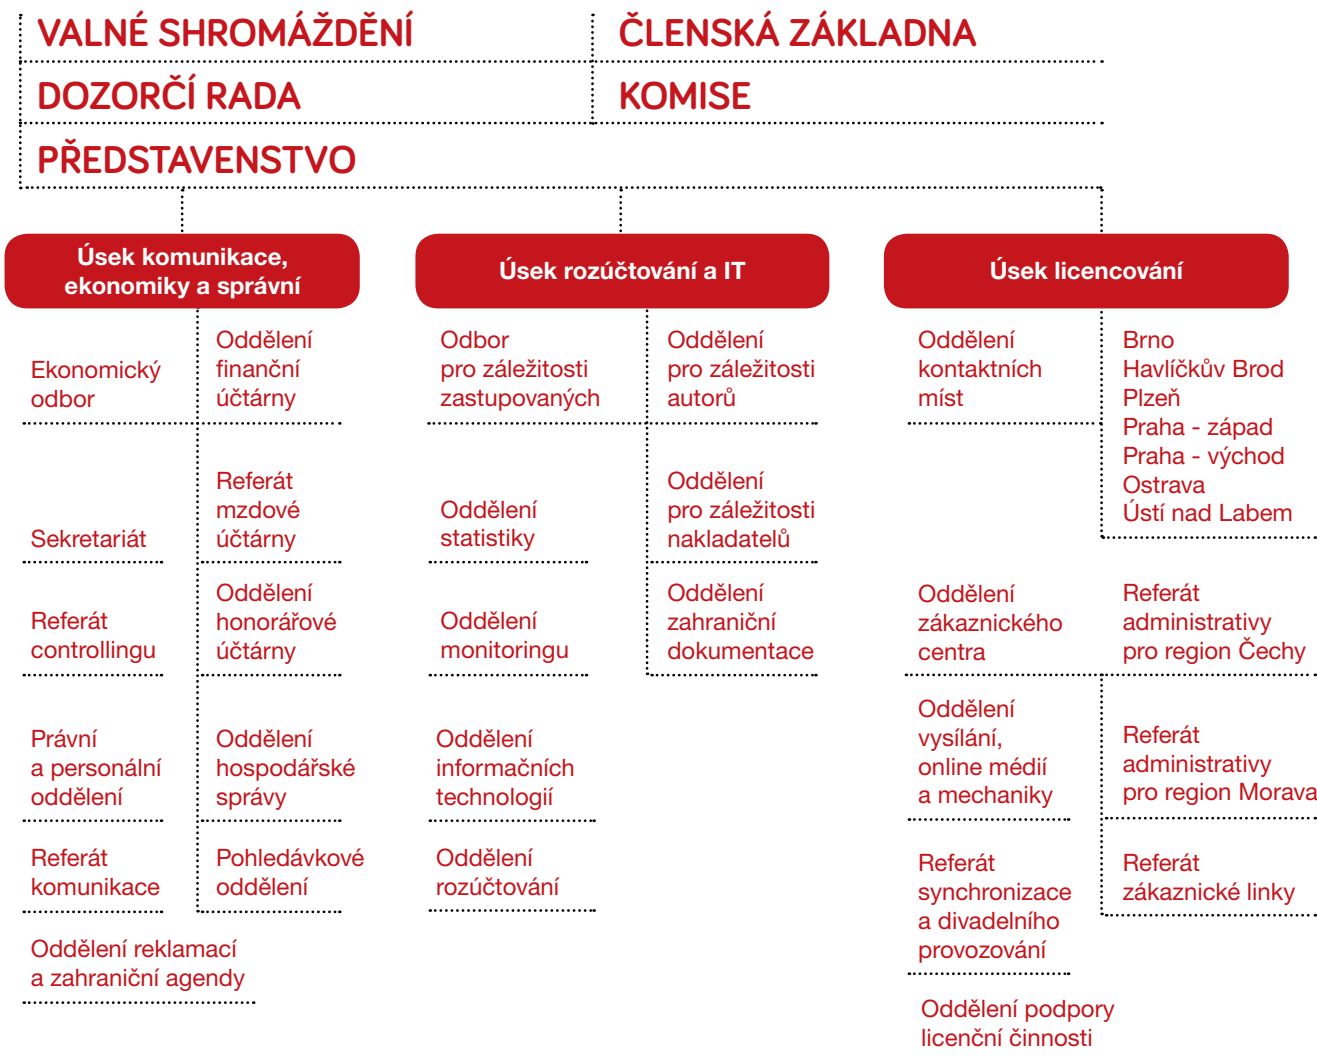 VALNÉ SHROMÁŽDĚNÍ
ČLENSKÁ ZÁKLADNA
DOZORČÍ RADA
KOMISE
PŘEDSTAVENSTVO
Úsek komunikace,
ekonomiky a správní
Ekonomický
odbor
Oddělení
finanční
účtárny
Sekretariát
Referát
mzdové
účtárny
Referát
controllingu
Oddělení
honorářové
účtárny
Právní
a personální
oddělení
Oddělení
hospodářské
správy
Referát
komunikace
Pohledávkové
oddělení
Oddělení reklamací
a zahraniční agendy
Úsek rozúčtování a IT
Odbor
pro záležitosti
zastupovaných
Oddělení
pro záležitosti
autorů
Oddělení
statistiky
Oddělení
pro záležitosti
nakladatelů
Oddělení
monitoringu
Oddělení
zahraniční
dokumentace
Oddělení
informačních
technologií
Oddělení
rozúčtování
Úsek licencování
Oddělení
kontaktních
míst
Brno
Havlíčkův Brod
Plzeň
Praha - západ
Praha - východ
Ostrava
Ústí nad Labem
Oddělení
zákaznického
centra
Referát
administrativy
pro region Čechy
Oddělení
vysílání,
online médií
a mechaniky
Referát
administrativy
pro region Morava
Referát
synchronizace
a divadelního
provozování
Referát
zákaznické linky
Oddělení podpory
licenční činnosti